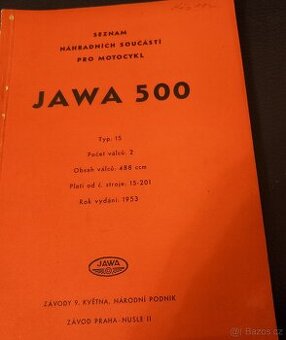 SEZNAM
NÁHRADNÍCH SOUČÁSTÍ
PRO MOTOCYKL
JAWA 500
Typ: 15
Počet válců: 2
Obsah válců: 488 ccm
Platí od č. stroje: 15-201
Rok vydání: 1953
JAWA
ZÁVODY 9. KVĚTNA, NÁRODNÍ PODNIK
ZÁVOD PRAHA-NUSLE II
Bazos.cz